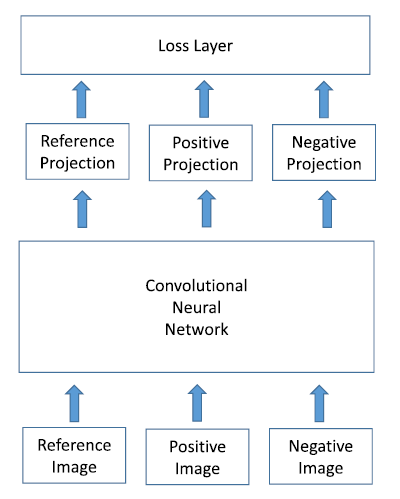 Loss Layer
Reference
Projection
Positive
Projection
Negative
Projection
Convolutional
Neural
Network
Reference
Image
Positive
Image
Negative
Image